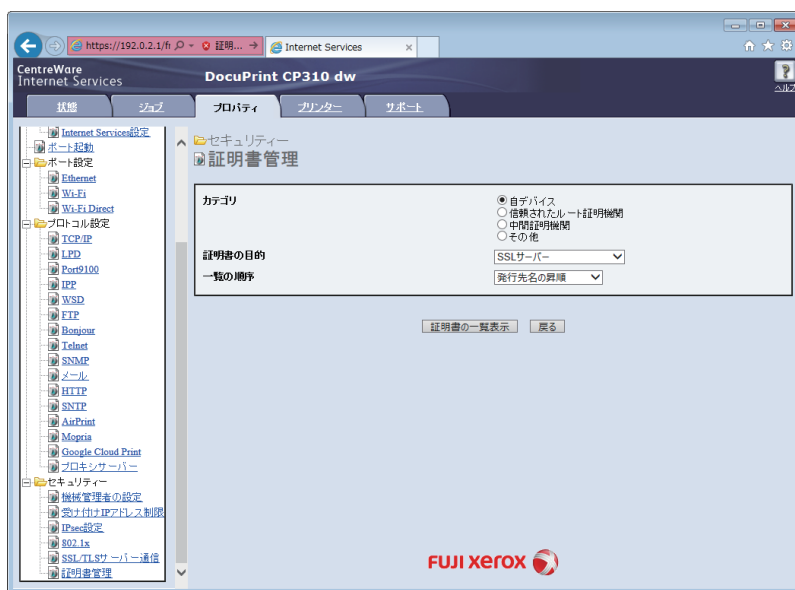 https://192.0.2.1/fr
証明...
Internet Services
CentreWare
Internet Services
DocuPrint CP310 dw
ヘルプ
状態
ジョブ
プロパティ
プリンター
サポート
Internet Services設定
ポート起動
ポート設定
Ethernet
Wi-Fi
Wi-Fi Direct
プロトコル設定
TCP/IP
LPD
Port9100
IPP
WSD
FTP
Bonjour
Telnet
SNMP
メール
HTTP
SNTP
AirPrint
Mopria
Google Cloud Print
プロキシサーバー
セキュリティー
機械管理者の設定
受け付けIPアドレス制限
IPsec設定
802.1x
SSL/TLSサーバー通信
証明書管理
セキュリティー
証明書管理
カテゴリ
自デバイス
信頼されたルート証明機関
中間証明機関
その他
証明書の目的
SSLサーバー
一覧の順序
発行先名の昇順
証明書の一覧表示
戻る
FUJI xerox